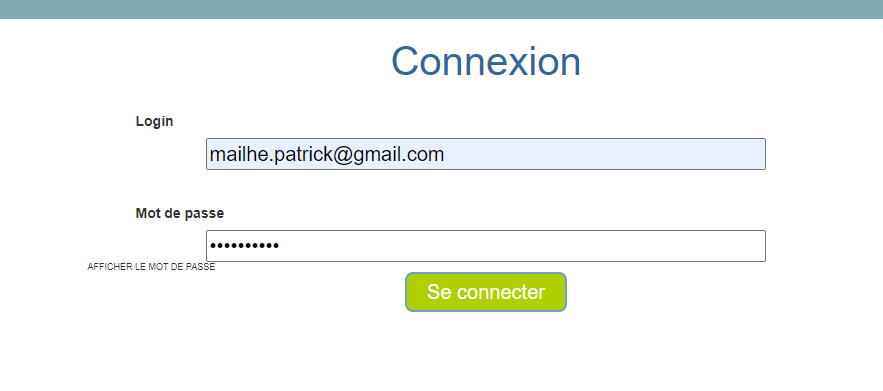 Connexion
Login
mailhe.patrick@gmail.com
Mot de passe
••••••••••
AFFICHER LE MOT DE PASSE
Se connecter